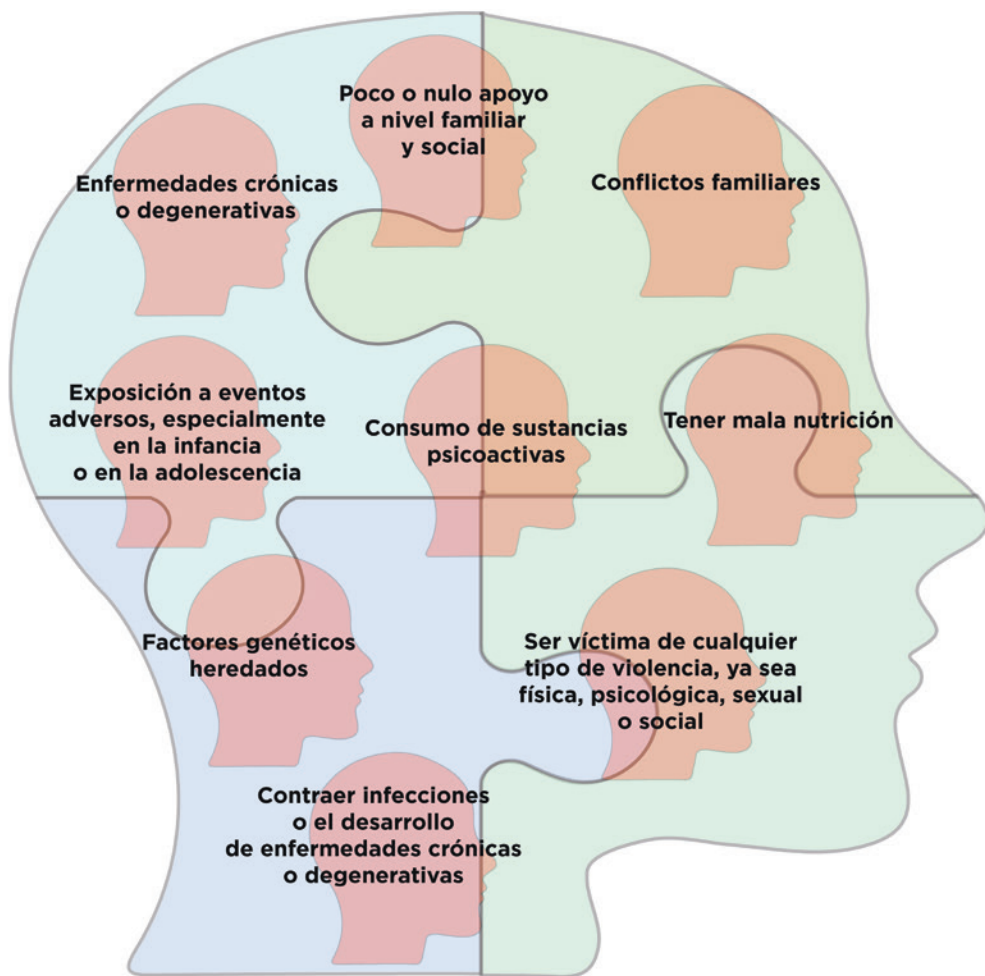 Poco o nulo apoyo
a nivel familiar
y social
Enfermedades crónicas
o degenerativas
Conflictos familiares
Exposición a eventos
adversos, especialmente
en la infancia
o en la adolescencia
Consumo de sustancias
psicoactivas
Tener mala nutrición
Factores genéticos
heredados
Ser víctima de cualquier
tipo de violencia, ya sea
física, psicológica, sexual
o social
Contraer infecciones
o el desarrollo
de enfermedades crónicas
o degenerativas